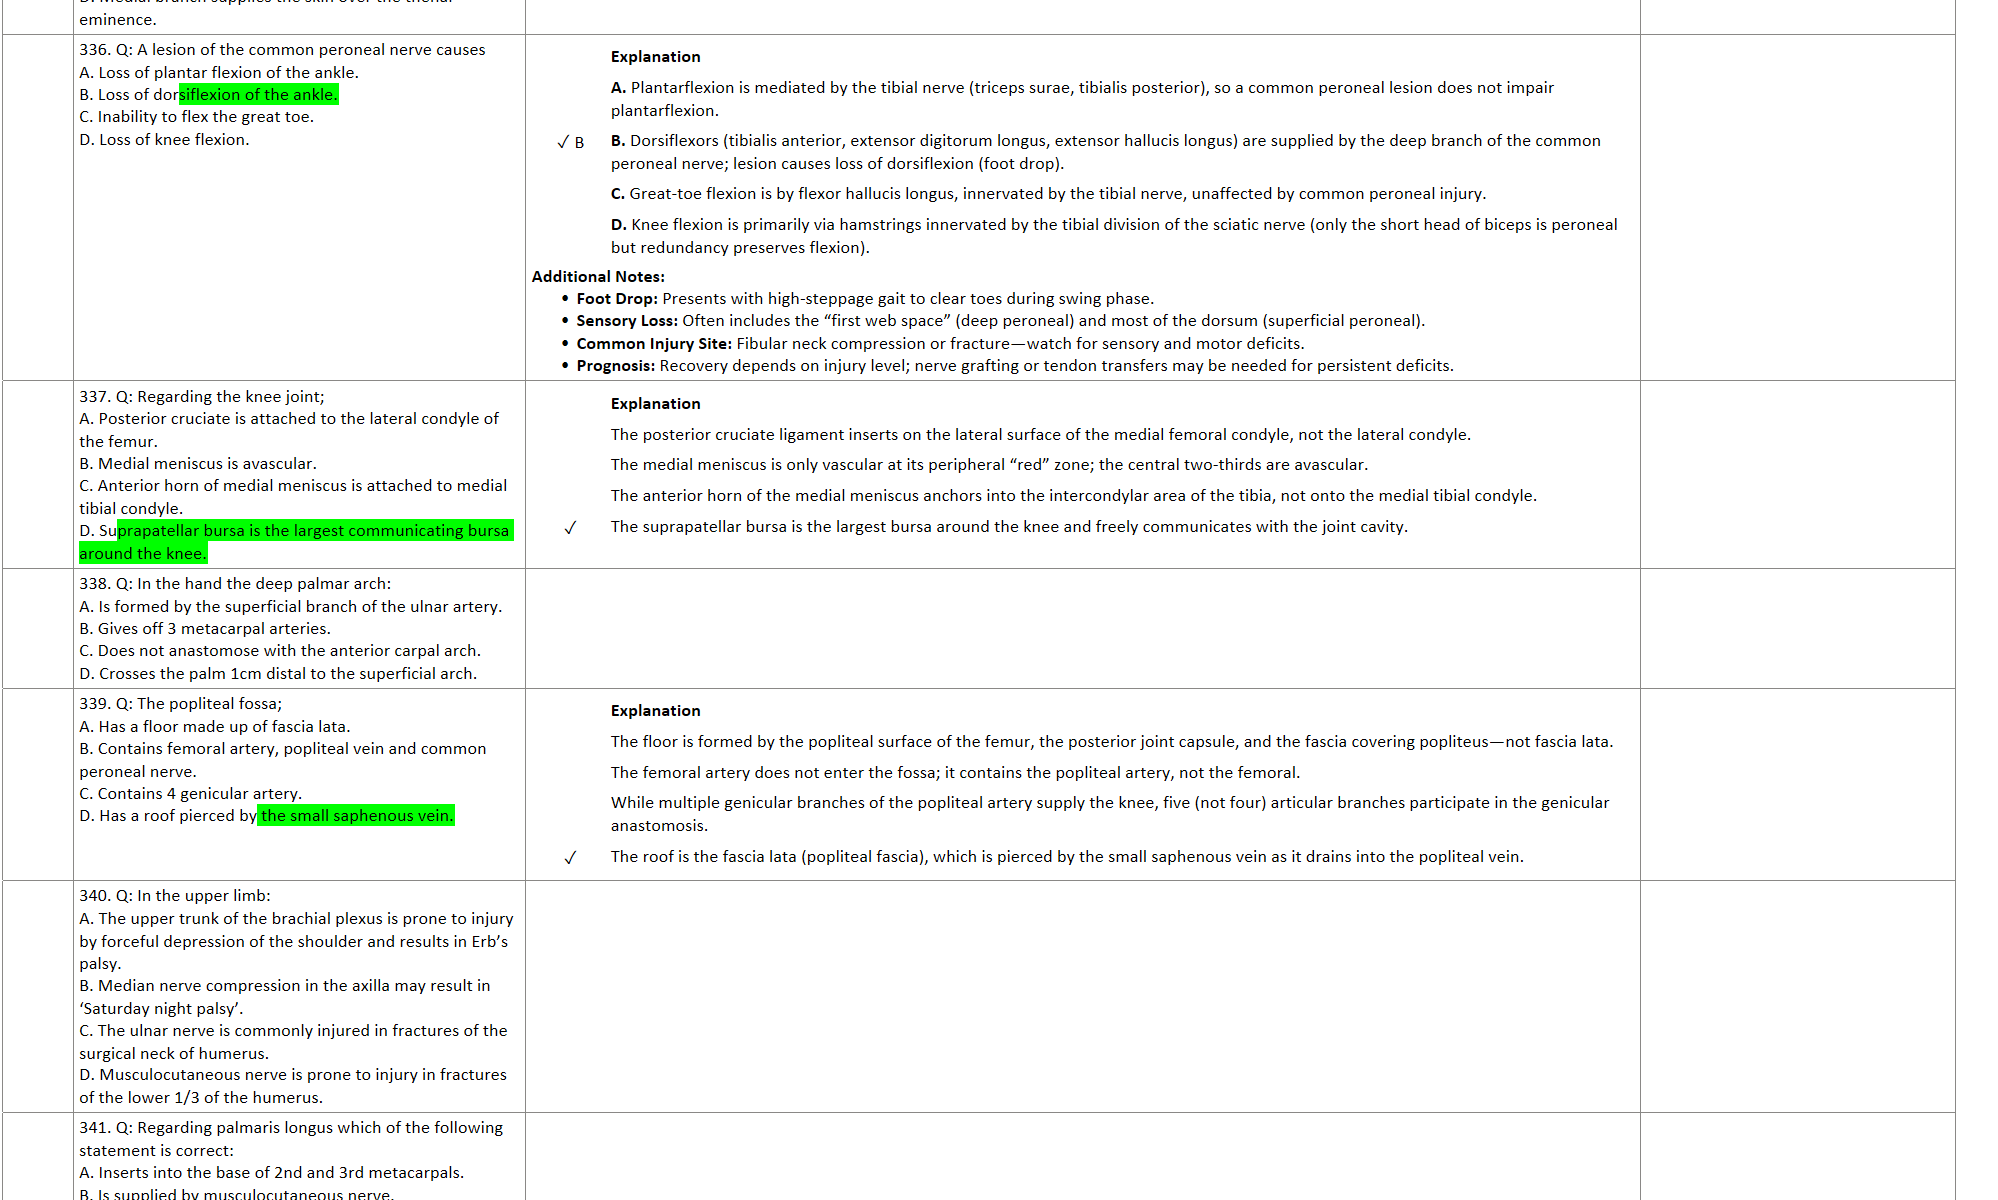 eminence.
336. Q: A lesion of the common peroneal nerve causes
A. Loss of plantar flexion of the ankle.
B. Loss of dorsiflexion of the ankle.
C. Inability to flex the great toe.
D. Loss of knee flexion.
Explanation
A. Plantarflexion is mediated by the tibial nerve (triceps surae, tibialis posterior), so a common peroneal lesion does not impair
plantarflexion.
✓ B B. Dorsiflexors (tibialis anterior, extensor digitorum longus, extensor hallucis longus) are supplied by the deep branch of the common
peroneal nerve; lesion causes loss of dorsiflexion (foot drop).
C. Great-toe flexion is by flexor hallucis longus, innervated by the tibial nerve, unaffected by common peroneal injury.
D. Knee flexion is primarily via hamstrings innervated by the tibial division of the sciatic nerve (only the short head of biceps is peroneal
but redundancy preserves flexion).
Additional Notes:
• Foot Drop: Presents with high-steppage gait to clear toes during swing phase.
• Sensory Loss: Often includes the “first web space” (deep peroneal) and most of the dorsum (superficial peroneal).
• Common Injury Site: Fibular neck compression or fracture—watch for sensory and motor deficits.
• Prognosis: Recovery depends on injury level; nerve grafting or tendon transfers may be needed for persistent deficits.
337. Q: Regarding the knee joint;
A. Posterior cruciate is attached to the lateral condyle of
the femur.
B. Medial meniscus is avascular.
C. Anterior horn of medial meniscus is attached to medial
tibial condyle.
D. Suprapatellar bursa is the largest communicating bursa
around the knee.
Explanation
The posterior cruciate ligament inserts on the lateral surface of the medial femoral condyle, not the lateral condyle.
The medial meniscus is only vascular at its peripheral “red” zone; the central two-thirds are avascular.
The anterior horn of the medial meniscus anchors into the intercondylar area of the tibia, not onto the medial tibial condyle.
✓ The suprapatellar bursa is the largest bursa around the knee and freely communicates with the joint cavity.
338. Q: In the hand the deep palmar arch:
A. Is formed by the superficial branch of the ulnar artery.
B. Gives off 3 metacarpal arteries.
C. Does not anastomose with the anterior carpal arch.
D. Crosses the palm 1cm distal to the superficial arch.
339. Q: The popliteal fossa;
A. Has a floor made up of fascia lata.
B. Contains femoral artery, popliteal vein and common
peroneal nerve.
C. Contains 4 genicular artery.
D. Has a roof pierced by the small saphenous vein.
Explanation
The floor is formed by the popliteal surface of the femur, the posterior joint capsule, and the fascia covering popliteus—not fascia lata.
The femoral artery does not enter the fossa; it contains the popliteal artery, not the femoral.
While multiple genicular branches of the popliteal artery supply the knee, five (not four) articular branches participate in the genicular
anastomosis.
✓ The roof is the fascia lata (popliteal fascia), which is pierced by the small saphenous vein as it drains into the popliteal vein.
340. Q: In the upper limb:
A. The upper trunk of the brachial plexus is prone to injury
by forceful depression of the shoulder and results in Erb’s
palsy.
B. Median nerve compression in the axilla may result in
‘Saturday night palsy’.
C. The ulnar nerve is commonly injured in fractures of the
surgical neck of humerus.
D. Musculocutaneous nerve is prone to injury in fractures
of the lower 1/3 of the humerus.
341. Q: Regarding palmaris longus which of the following
statement is correct:
A. Inserts into the base of 2nd and 3rd metacarpals.
B. Is supplied by musculocutaneous nerve.